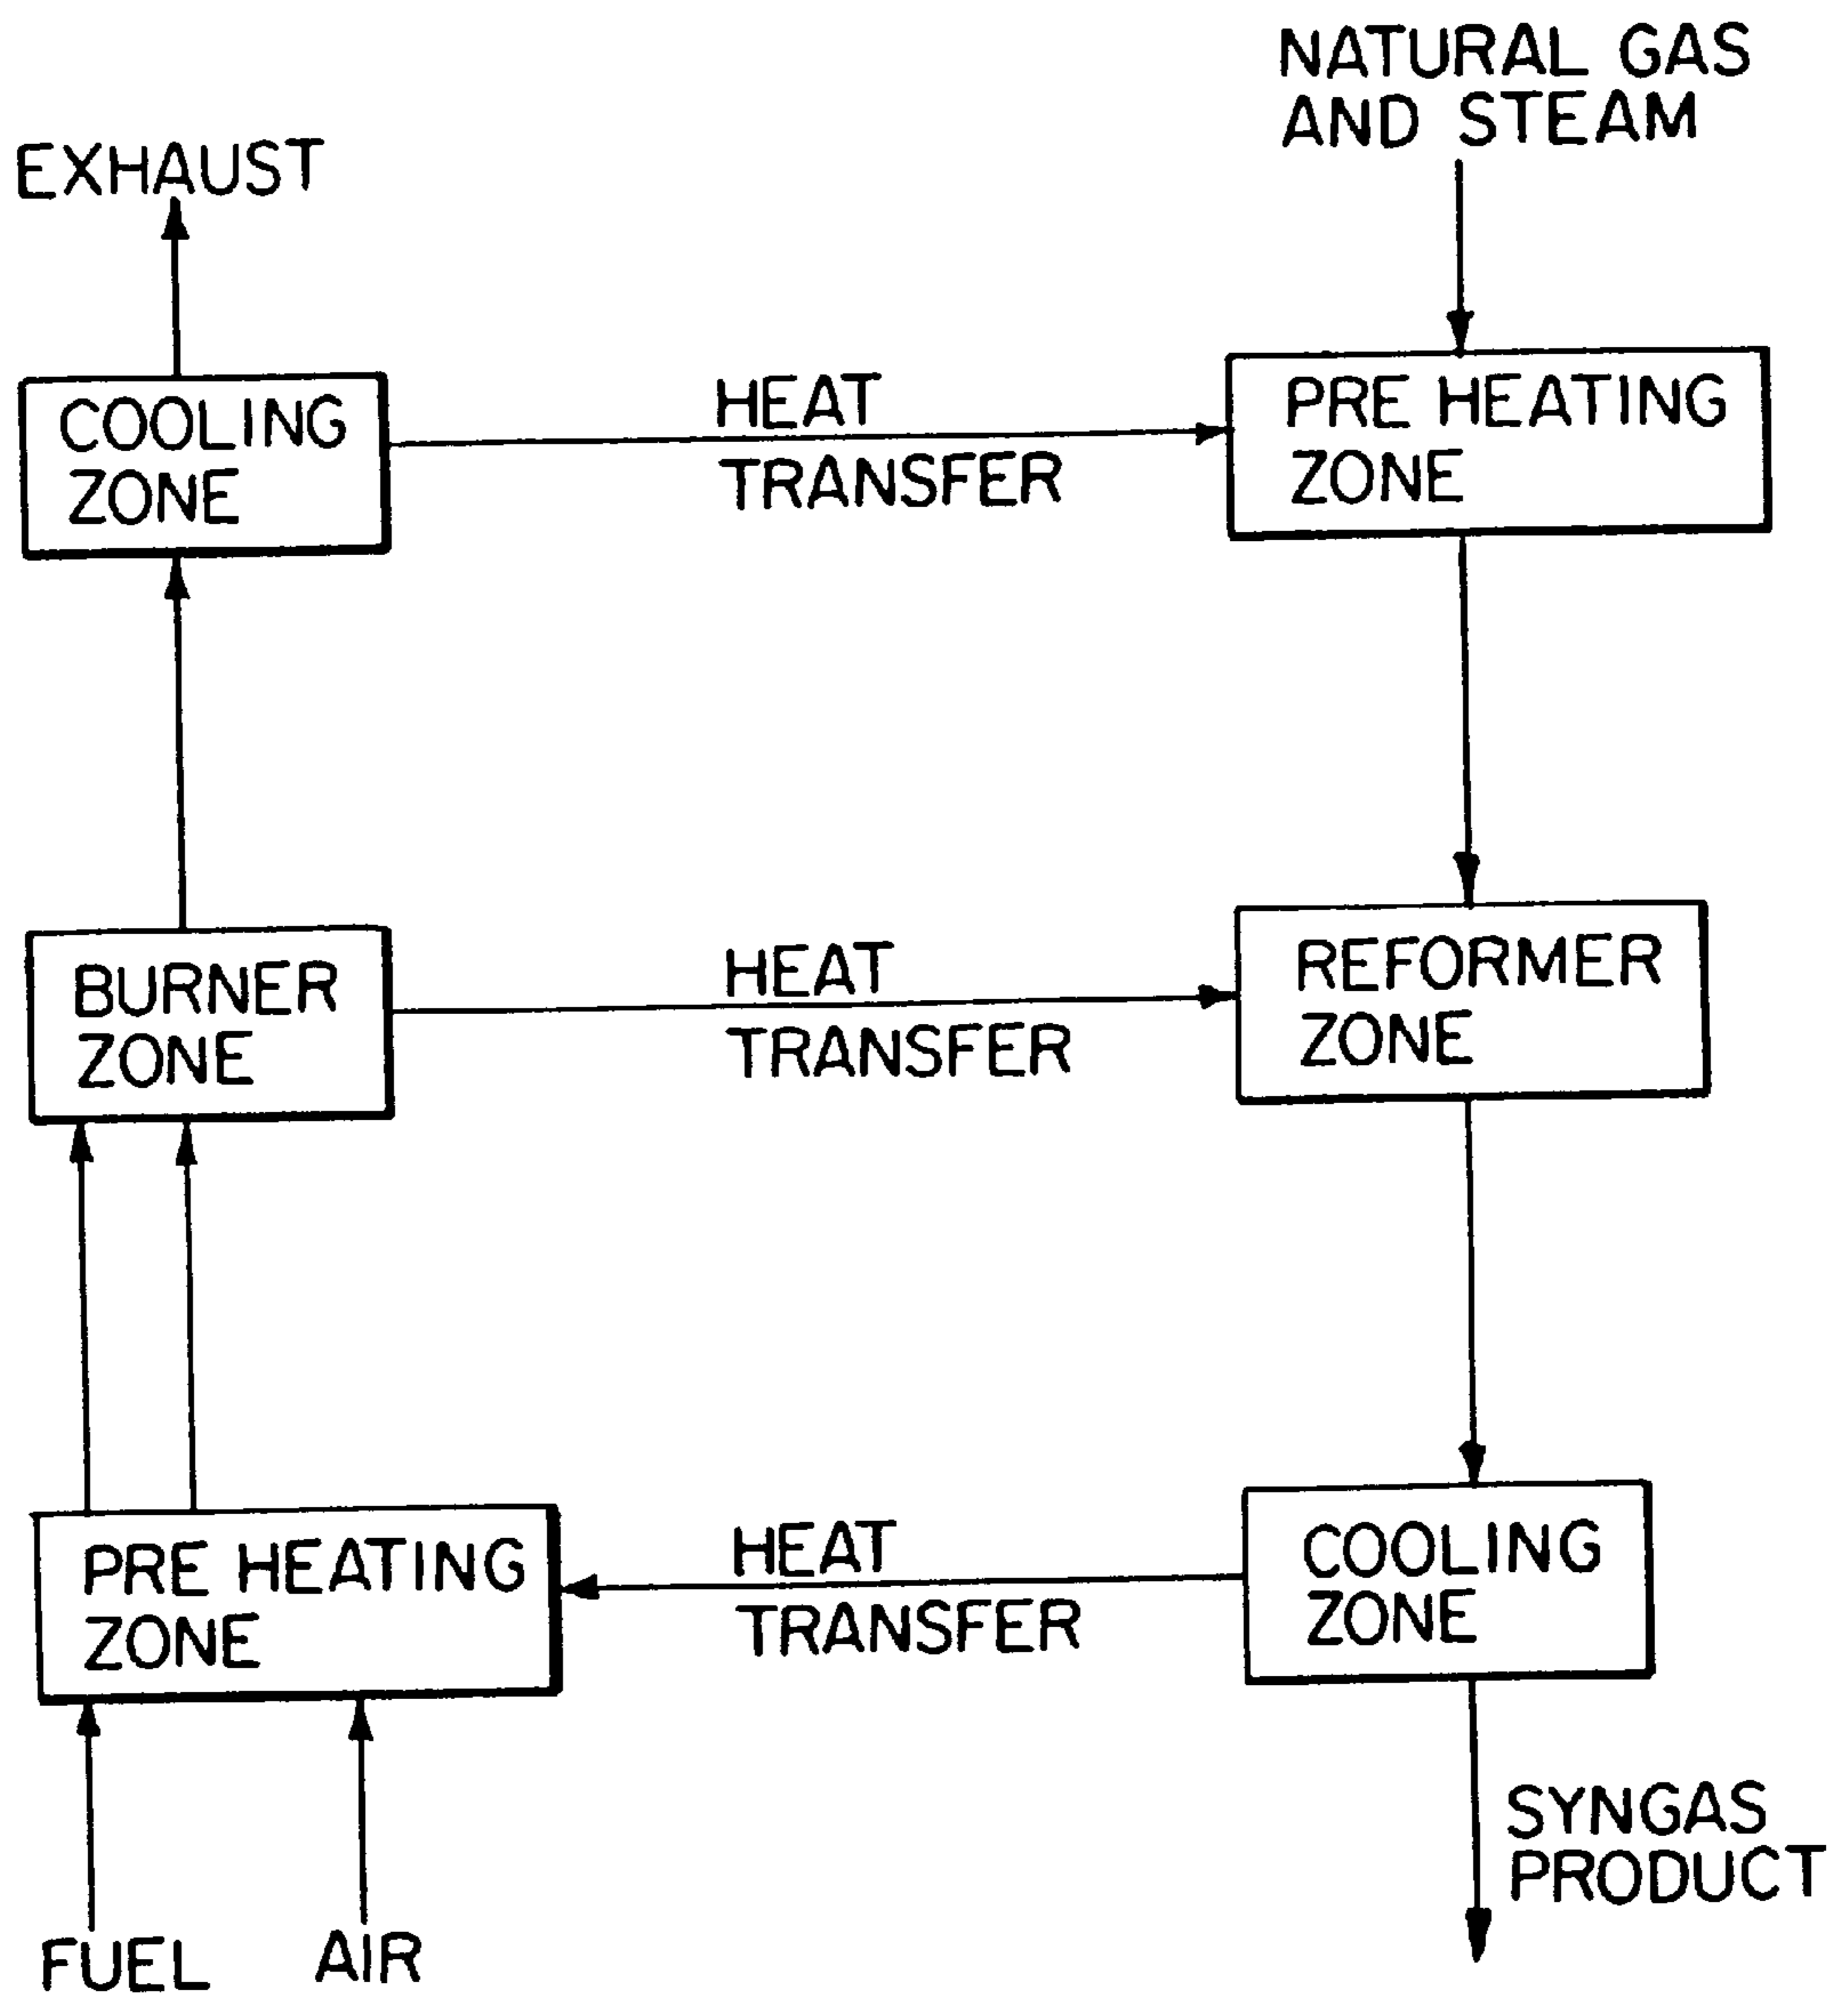 NATURAL GAS
AND STEAM
EXHAUST
COOLING
ZONE
HEAT
TRANSFER
PRE HEATING
ZONE
BURNER
ZONE
HEAT
TRANSFER
REFORMER
ZONE
PRE HEATING
ZONE
HEAT
TRANSFER
COOLING
ZONE
SYNGAS
PRODUCT
FUEL
AIR